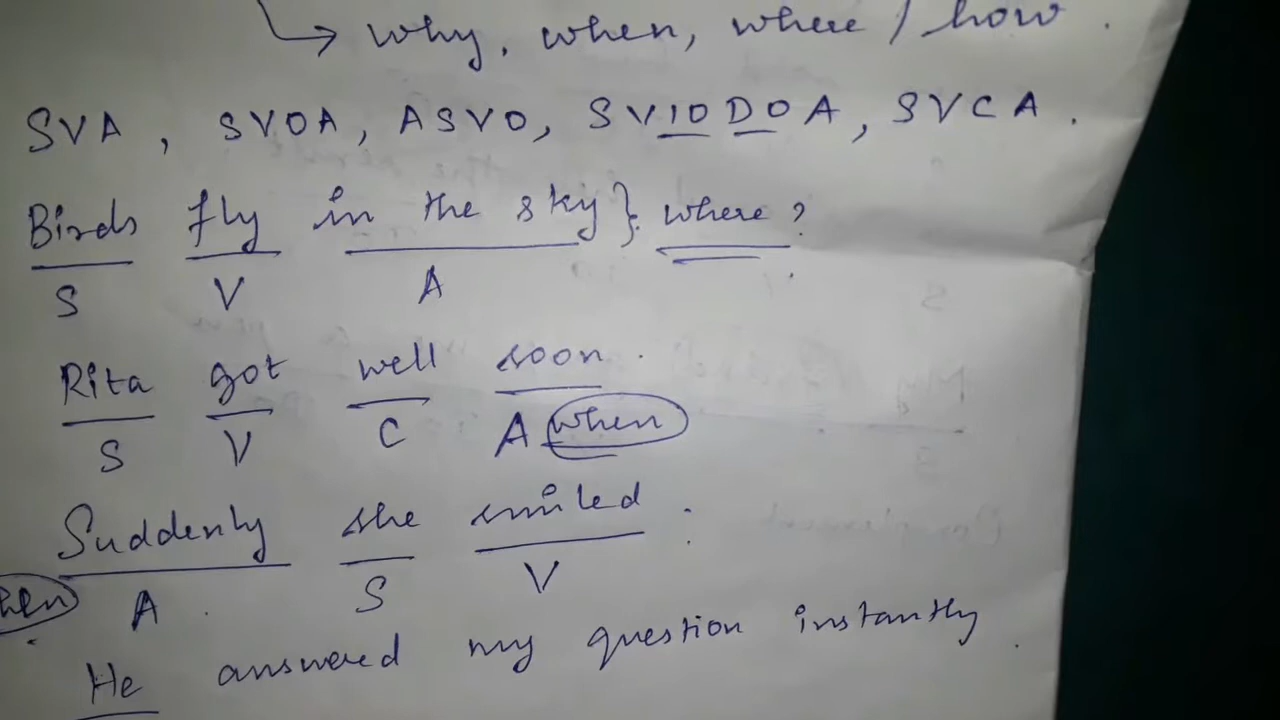 ↳ why, when, where / how.
SVA, SVOA, ASVO, SVIODOA, SVCA.
Birds fly in the sky } where?
S V A
Rita got well soon.
S C A when
V
Suddenly she smiled.
A S V
He answered my question instantly.